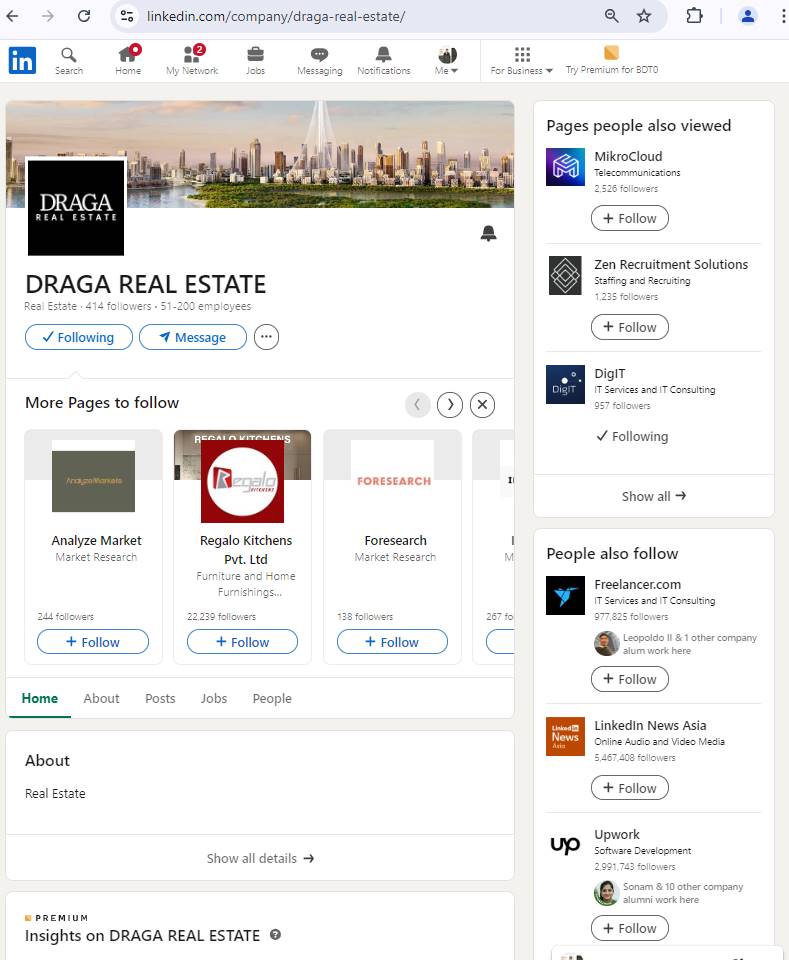 linkedin.com/company/draga-real-estate/
in
Search
Home
2
My Network
Jobs
Messaging
Notifications
Me
For Business
Try Premium for BDT0
DRAGA
REAL ESTATE
DRAGA REAL ESTATE
Real Estate · 414 followers · 51-200 employees
Following
Message
More Pages to follow
AnalyzeMarkets
Analyze Market
Market Research
244 followers
+ Follow
REGALO KITCHENS
Regalo
KITCHENS
Regalo Kitchens
Pvt. Ltd
Furniture and Home
Furnishings...
22,239 followers
+ Follow
FORESEARCH
Foresearch
Market Research
138 followers
+ Follow
267 fo
Home
About
Posts
Jobs
People
About
Real Estate
Show all details →
PREMIUM
Insights on DRAGA REAL ESTATE
Pages people also viewed
MikroCloud
Telecommunications
2,526 followers
+ Follow
Zen Recruitment Solutions
Staffing and Recruiting
1,235 followers
+ Follow
DigIT
DigIT
IT Services and IT Consulting
957 followers
Following
Show all →
People also follow
Freelancer.com
IT Services and IT Consulting
977,825 followers
Leopoldo II & 1 other company
alum work here
+ Follow
Linked in
News
Asia
LinkedIn News Asia
Online Audio and Video Media
5,467,408 followers
+ Follow
up
Upwork
Software Development
2,991,743 followers
Sonam & 10 other company
alumni work here
+ Follow